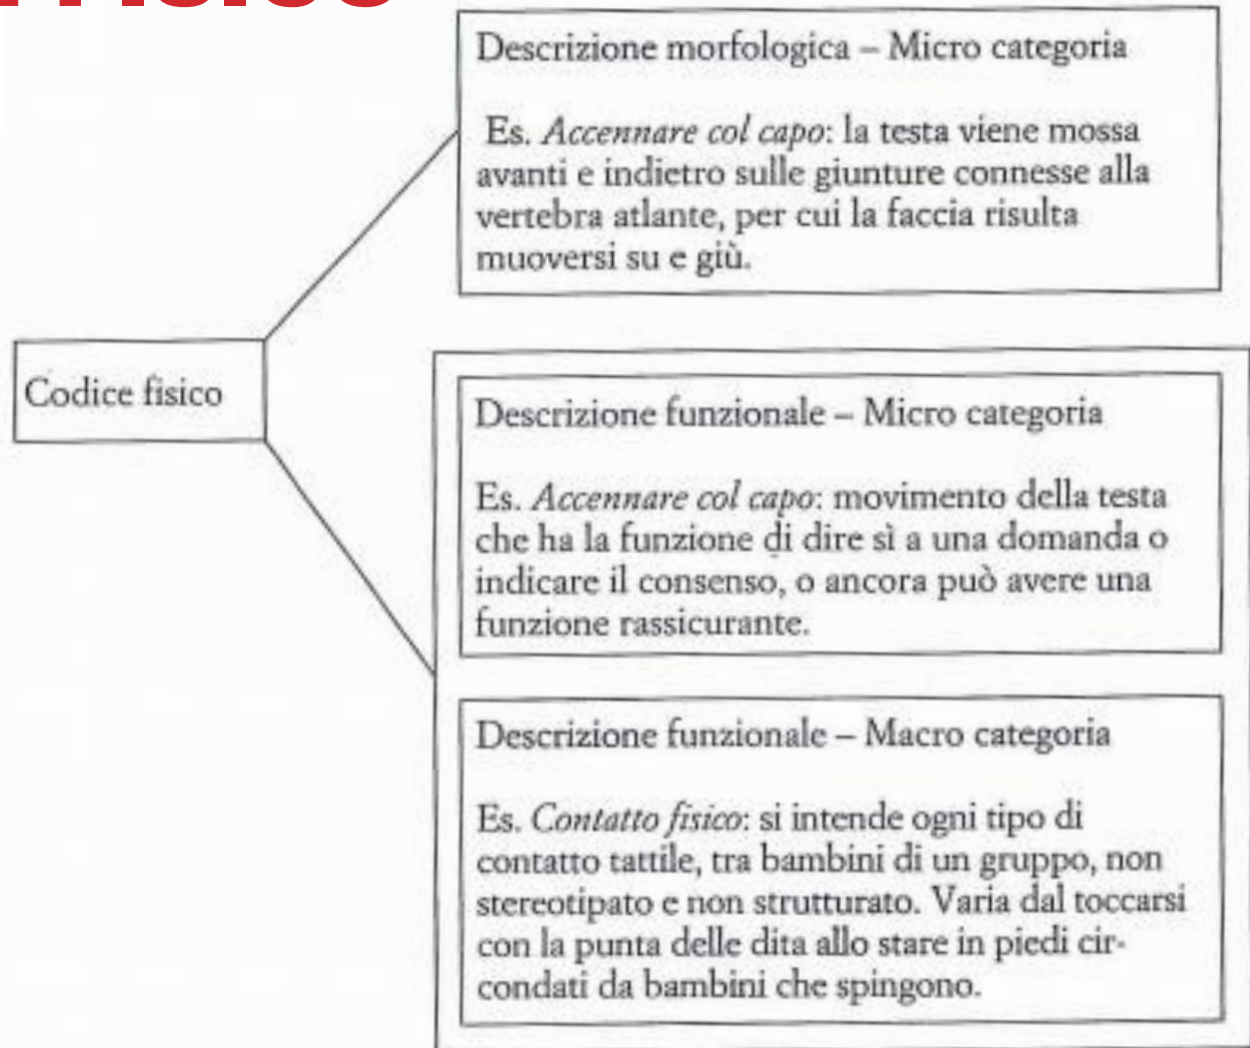 Descrizione morfologica – Micro categoria
Es. Accennare col capo: la testa viene mossa
avanti e indietro sulle giunture connesse alla
vertebra atlante, per cui la faccia risulta
muoversi su e giù.
Codice fisico
Descrizione funzionale – Micro categoria
Es. Accennare col capo: movimento della testa
che ha la funzione di dire sì a una domanda o
indicare il consenso, o ancora può avere una
funzione rassicurante.
Descrizione funzionale – Macro categoria
Es. Contatto fisico: si intende ogni tipo di
contatto tattile, tra bambini di un gruppo, non
stereotipato e non strutturato. Varia dal toccarsi
con la punta delle dita allo stare in piedi cir-
condati da bambini che spingono.